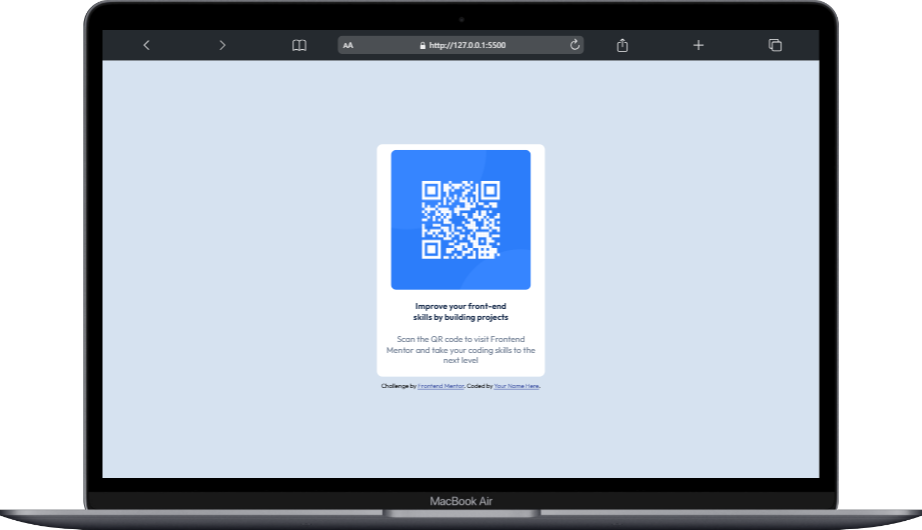 AA http://127.0.0.1:5500
Improve your front-end
skills by building projects
Scan the QR code to visit Frontend
Mentor and take your coding skills to the
next level
Challenge by Frontend Mentor. Coded by Your Name Here.
MacBook Air